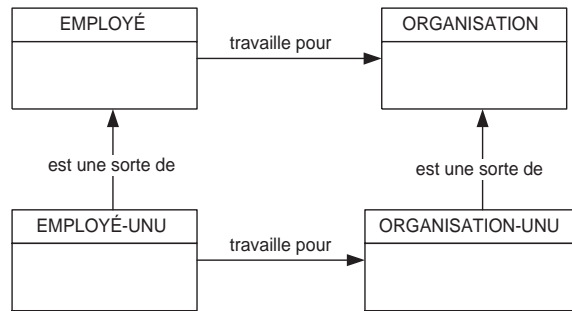 EMPLOYÉ
ORGANISATION
travaille pour
est une sorte de
est une sorte de
EMPLOYÉ-UNU
ORGANISATION-UNU
travaille pour